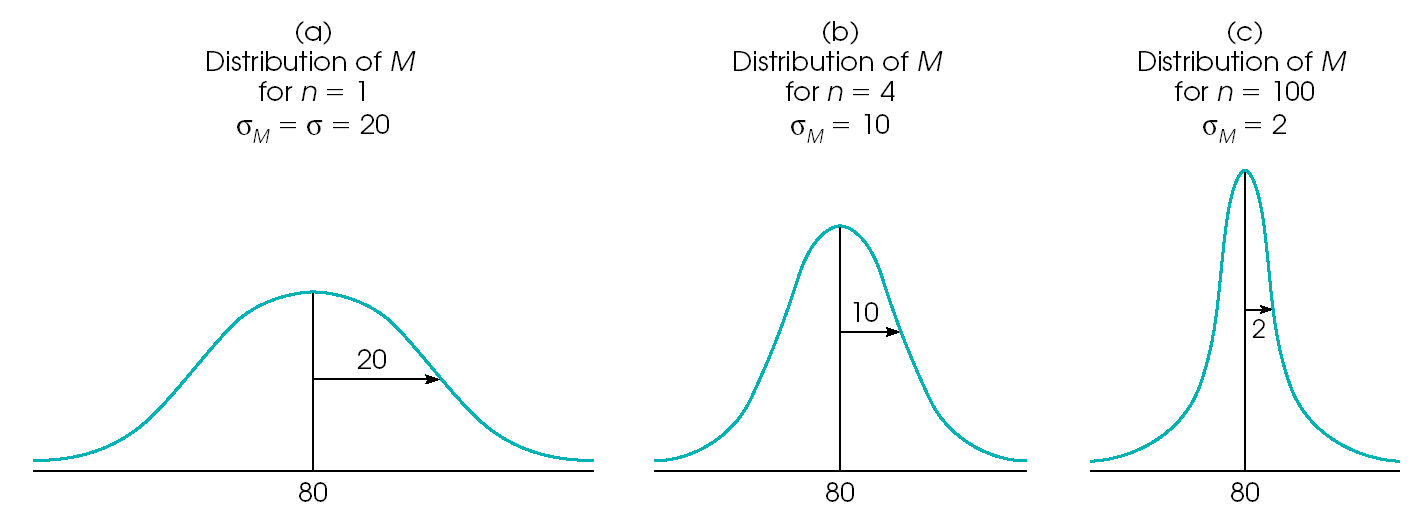 (a)
Distribution of M
for n = 1
σM = σ = 20
20
80
(b)
Distribution of M
for n = 4
σM = 10
10
80
(c)
Distribution of M
for n = 100
σM = 2
2
80